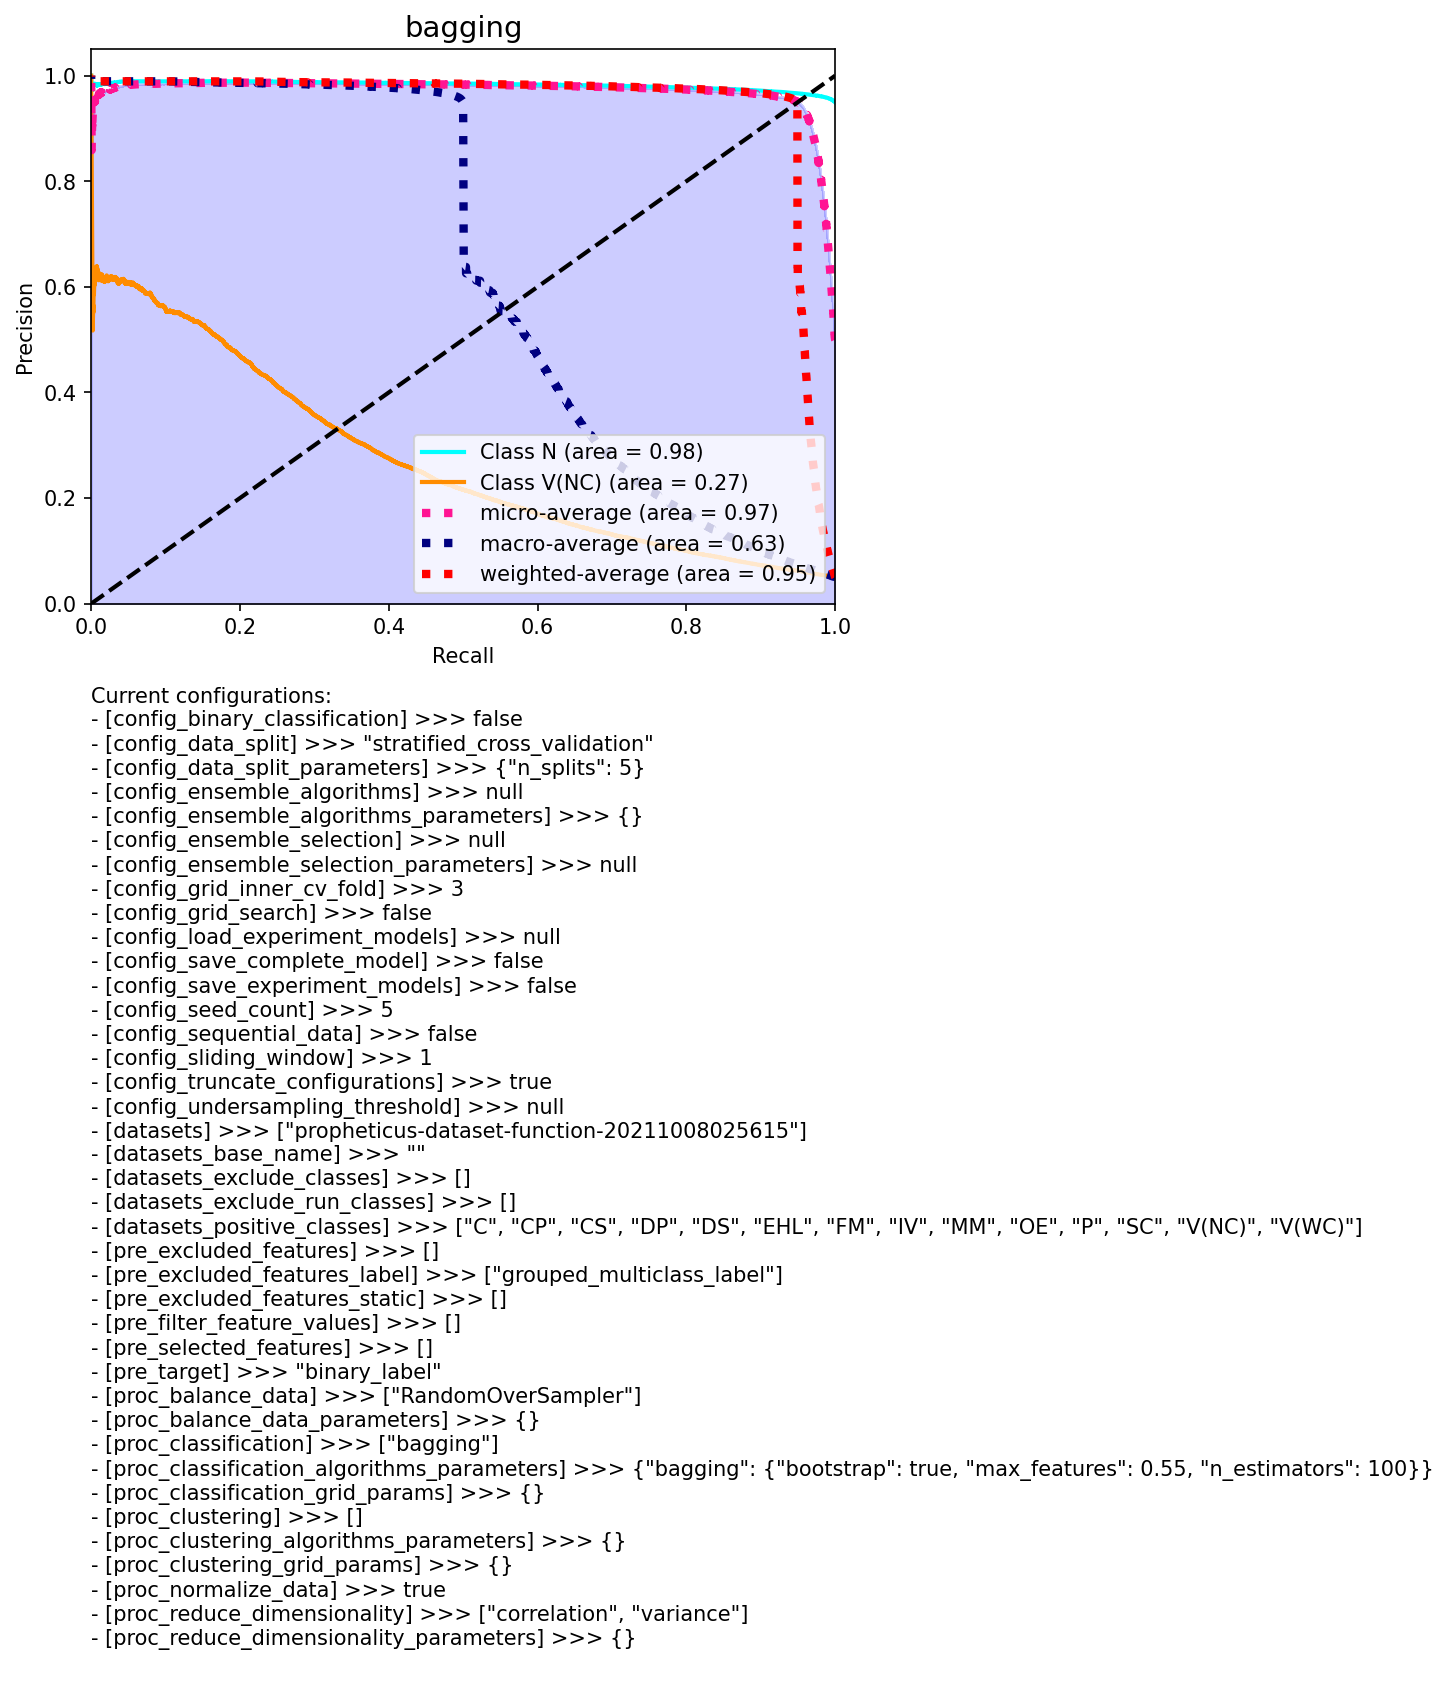 bagging
1.0
0.8
0.6
0.4
0.2
0.0
Precision
0.0 0.2 0.4 0.6 0.8 1.0
Recall
Class N (area = 0.98)
Class V(NC) (area = 0.27)
micro-average (area = 0.97)
macro-average (area = 0.63)
weighted-average (area = 0.95)
Current configurations:
- [config_binary_classification] >>> false
- [config_data_split] >>> "stratified_cross_validation"
- [config_data_split_parameters] >>> {"n_splits": 5}
- [config_ensemble_algorithms] >>> null
- [config_ensemble_algorithms_parameters] >>> {}
- [config_ensemble_selection] >>> null
- [config_ensemble_selection_parameters] >>> null
- [config_grid_inner_cv_fold] >>> 3
- [config_grid_search] >>> false
- [config_load_experiment_models] >>> null
- [config_save_complete_model] >>> false
- [config_save_experiment_models] >>> false
- [config_seed_count] >>> 5
- [config_sequential_data] >>> false
- [config_sliding_window] >>> 1
- [config_truncate_configurations] >>> true
- [config_undersampling_threshold] >>> null
- [datasets] >>> ["propheticus-dataset-function-20211008025615"]
- [datasets_base_name] >>> ""
- [datasets_exclude_classes] >>> []
- [datasets_exclude_run_classes] >>> []
- [datasets_positive_classes] >>> ["C", "CP", "CS", "DP", "DS", "EHL", "FM", "IV", "MM", "OE", "P", "SC", "V(NC)", "V(WC)"]
- [pre_excluded_features] >>> []
- [pre_excluded_features_label] >>> ["grouped_multiclass_label"]
- [pre_excluded_features_static] >>> []
- [pre_filter_feature_values] >>> []
- [pre_selected_features] >>> []
- [pre_target] >>> "binary_label"
- [proc_balance_data] >>> ["RandomOverSampler"]
- [proc_balance_data_parameters] >>> {}
- [proc_classification] >>> ["bagging"]
- [proc_classification_algorithms_parameters] >>> {"bagging": {"bootstrap": true, "max_features": 0.55, "n_estimators": 100}}
- [proc_classification_grid_params] >>> {}
- [proc_clustering] >>> []
- [proc_clustering_algorithms_parameters] >>> {}
- [proc_clustering_grid_params] >>> {}
- [proc_normalize_data] >>> true
- [proc_reduce_dimensionality] >>> ["correlation", "variance"]
- [proc_reduce_dimensionality_parameters] >>> {}